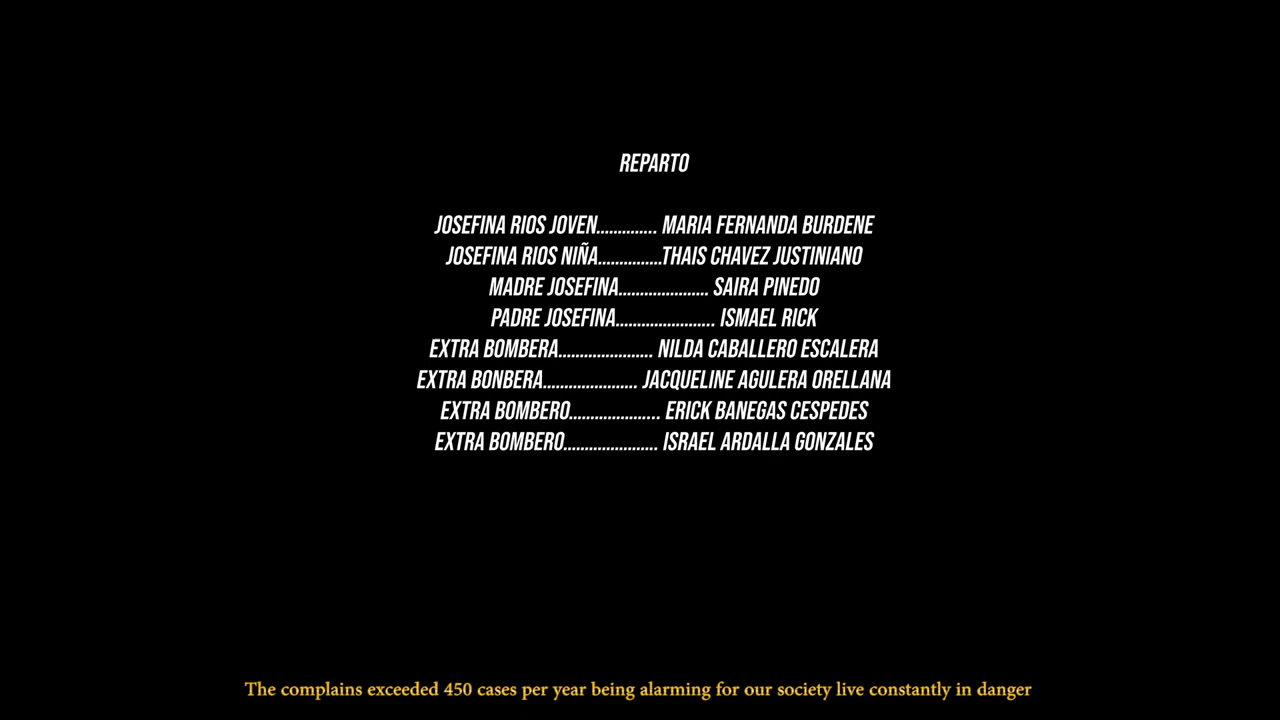 REPARTO
JOSEFINA RIOS JOVEN.............. MARIA FERNANDA BURDENE
JOSEFINA RIOS NIÑA...............THAIS CHAVEZ JUSTINIANO
MADRE JOSEFINA..................... SAIRA PINEDO
PADRE JOSEFINA....................... ISMAEL RICK
EXTRA BOMBERA...................... NILDA CABALLERO ESCALERA
EXTRA BONBERA...................... JACQUELINE AGULERA ORELLANA
EXTRA BOMBERO..................... ERICK BANEGAS CESPEDES
EXTRA BOMBERO...................... ISRAEL ARDALLA GONZALES
The complains exceeded 450 cases per year being alarming for our society live constantly in danger